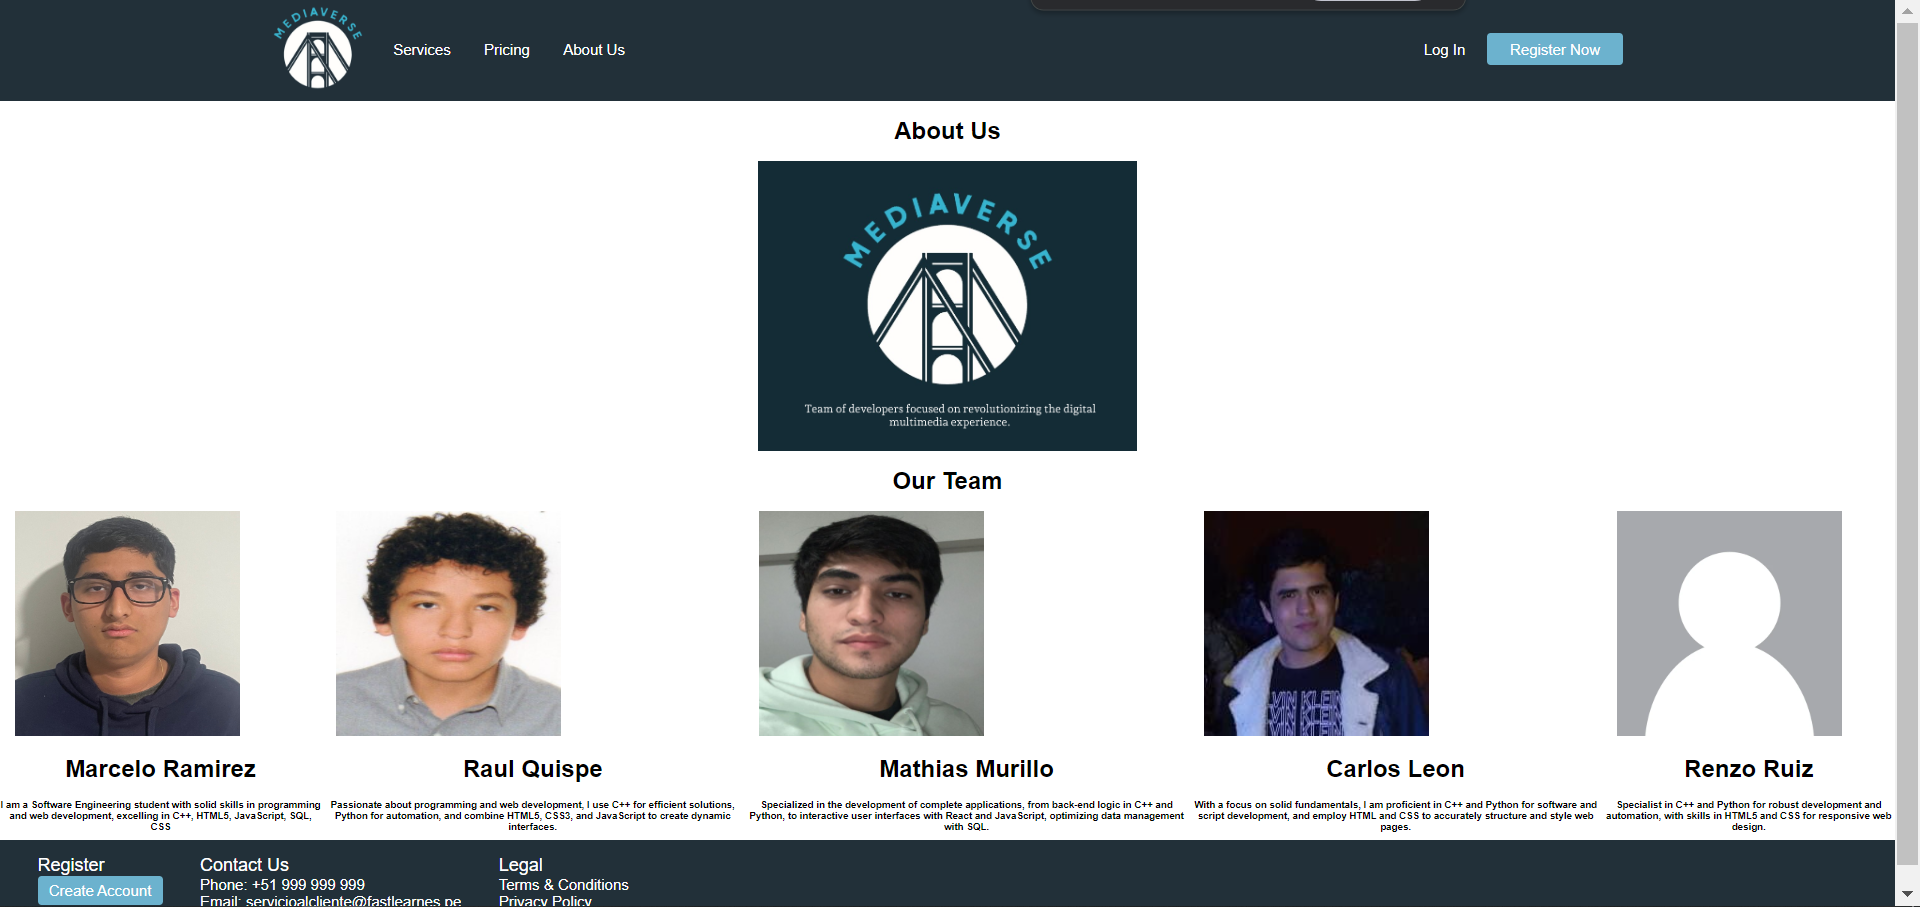 MEDIAVERSE
Services
Pricing
About Us
Log In
Register Now
About Us
MEDIAVERSE
Team of developers focused on revolutionizing the digital
multimedia experience.
Our Team
VIN KLEIN
VIN KLEIN
VIN KLEIN
Marcelo Ramirez
I am a Software Engineering student with solid skills in programming
and web development, excelling in C++, HTML5, JavaScript, SQL,
CSS
Raul Quispe
Passionate about programming and web development, I use C++ for efficient solutions,
Python for automation, and combine HTML5, CSS3, and JavaScript to create dynamic
interfaces.
Mathias Murillo
Specialized in the development of complete applications, from back-end logic in C++ and
Python, to interactive user interfaces with React and JavaScript, optimizing data management
with SQL.
Carlos Leon
With a focus on solid fundamentals, I am proficient in C++ and Python for software and
script development, and employ HTML and CSS to accurately structure and style web
pages.
Renzo Ruiz
Specialist in C++ and Python for robust development and
automation, with skills in HTML5 and CSS for responsive web
design.
Register
Create Account
Contact Us
Phone: +51 999 999 999
Email: servicioalcliente@fastlearnes.pe
Legal
Terms & Conditions
Privacy Policy